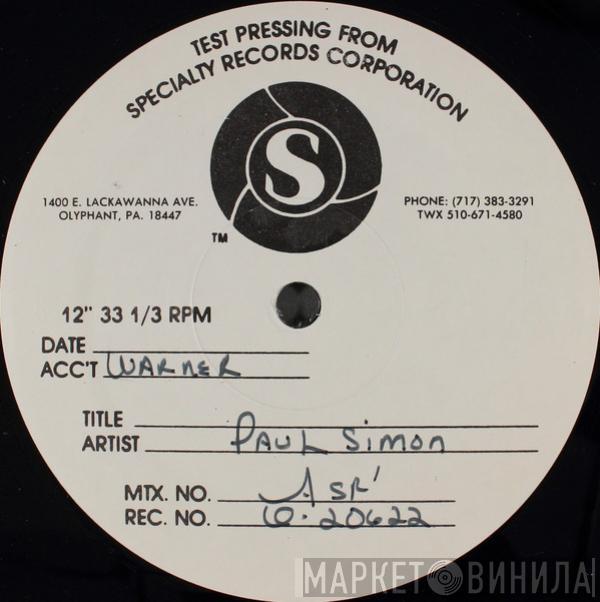 TEST PRESSING FROM
SPECIALTY RECORDS CORPORATION
S
1400 E. LACKAWANNA AVE.
OLYPHANT, PA. 18447
PHONE: (717) 383-3291
TWX 510-671-4580
TM
12" 33 1/3 RPM
DATE
ACC'T WARNER
TITLE
ARTIST PAUL SIMON
MTX. NO. A SR'
REC. NO. 0-20622
МАРКЕТ ВИНИЛА